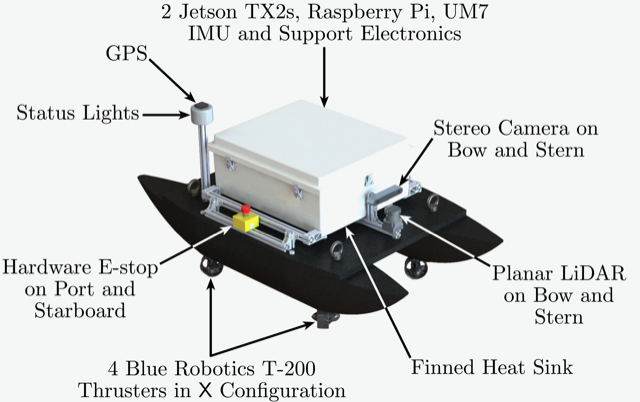 2 Jetson TX2s, Raspberry Pi, UM7
IMU and Support Electronics
GPS
Status Lights
Stereo Camera on
Bow and Stern
Hardware E-stop
on Port and
Starboard
Planar LiDAR
on Bow and
Stern
4 Blue Robotics T-200
Thrusters in X Configuration
Finned Heat Sink